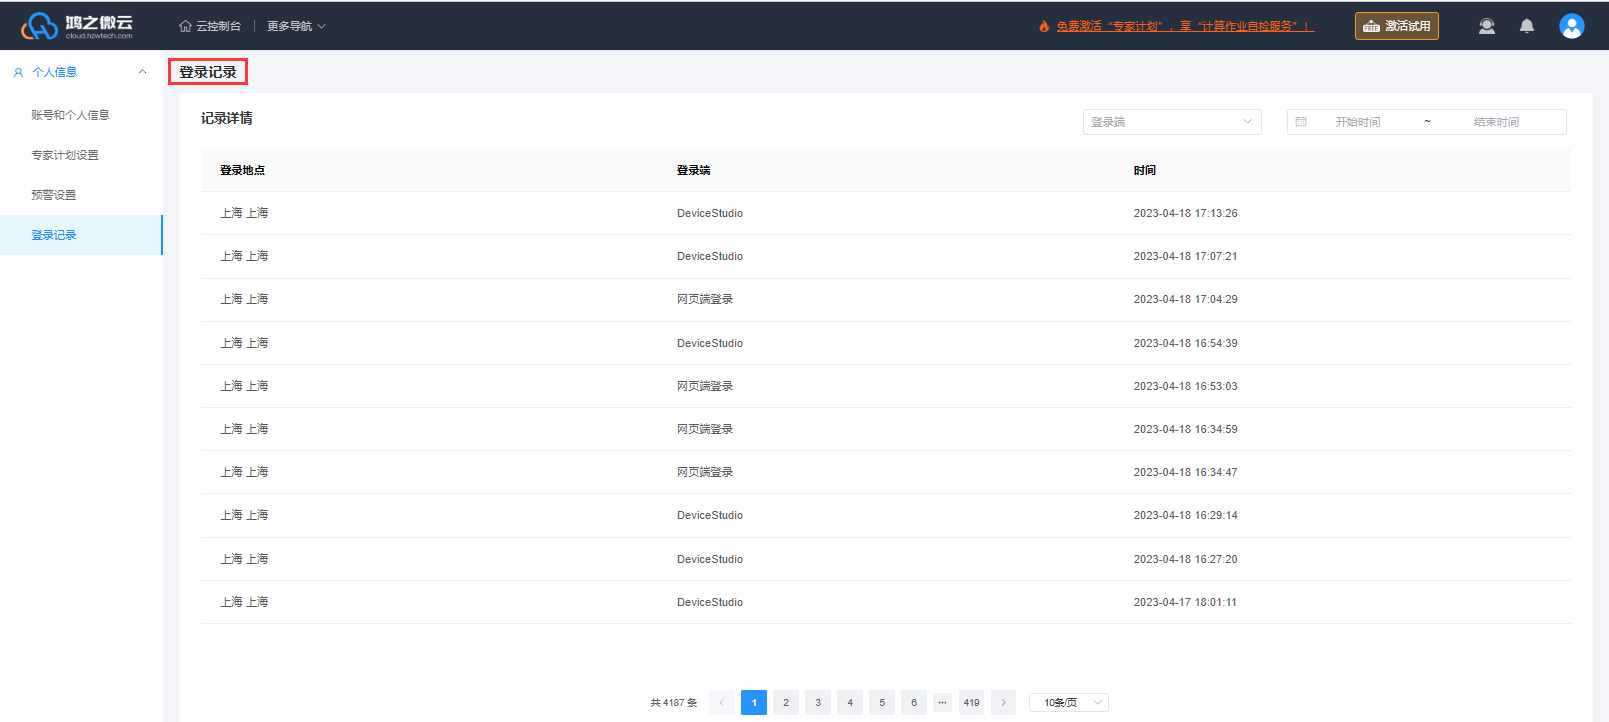 鸿之微云
cloud.hzwtech.com
云控制台
更多导航
免费激活“专家计划”，享“计算作业自检服务”！
FREE 激活试用
个人信息
账号和个人信息
专家计划设置
预警设置
登录记录
登录记录
记录详情
登录端
开始时间 ~ 结束时间
登录地点 登录端 时间
上海 上海 DeviceStudio 2023-04-18 17:13:26
上海 上海 DeviceStudio 2023-04-18 17:07:21
上海 上海 网页端登录 2023-04-18 17:04:29
上海 上海 DeviceStudio 2023-04-18 16:54:39
上海 上海 网页端登录 2023-04-18 16:53:03
上海 上海 网页端登录 2023-04-18 16:34:59
上海 上海 网页端登录 2023-04-18 16:34:47
上海 上海 DeviceStudio 2023-04-18 16:29:14
上海 上海 DeviceStudio 2023-04-18 16:27:20
上海 上海 DeviceStudio 2023-04-17 18:01:11
共 4187 条 1 2 3 4 5 6 ··· 419 10条/页